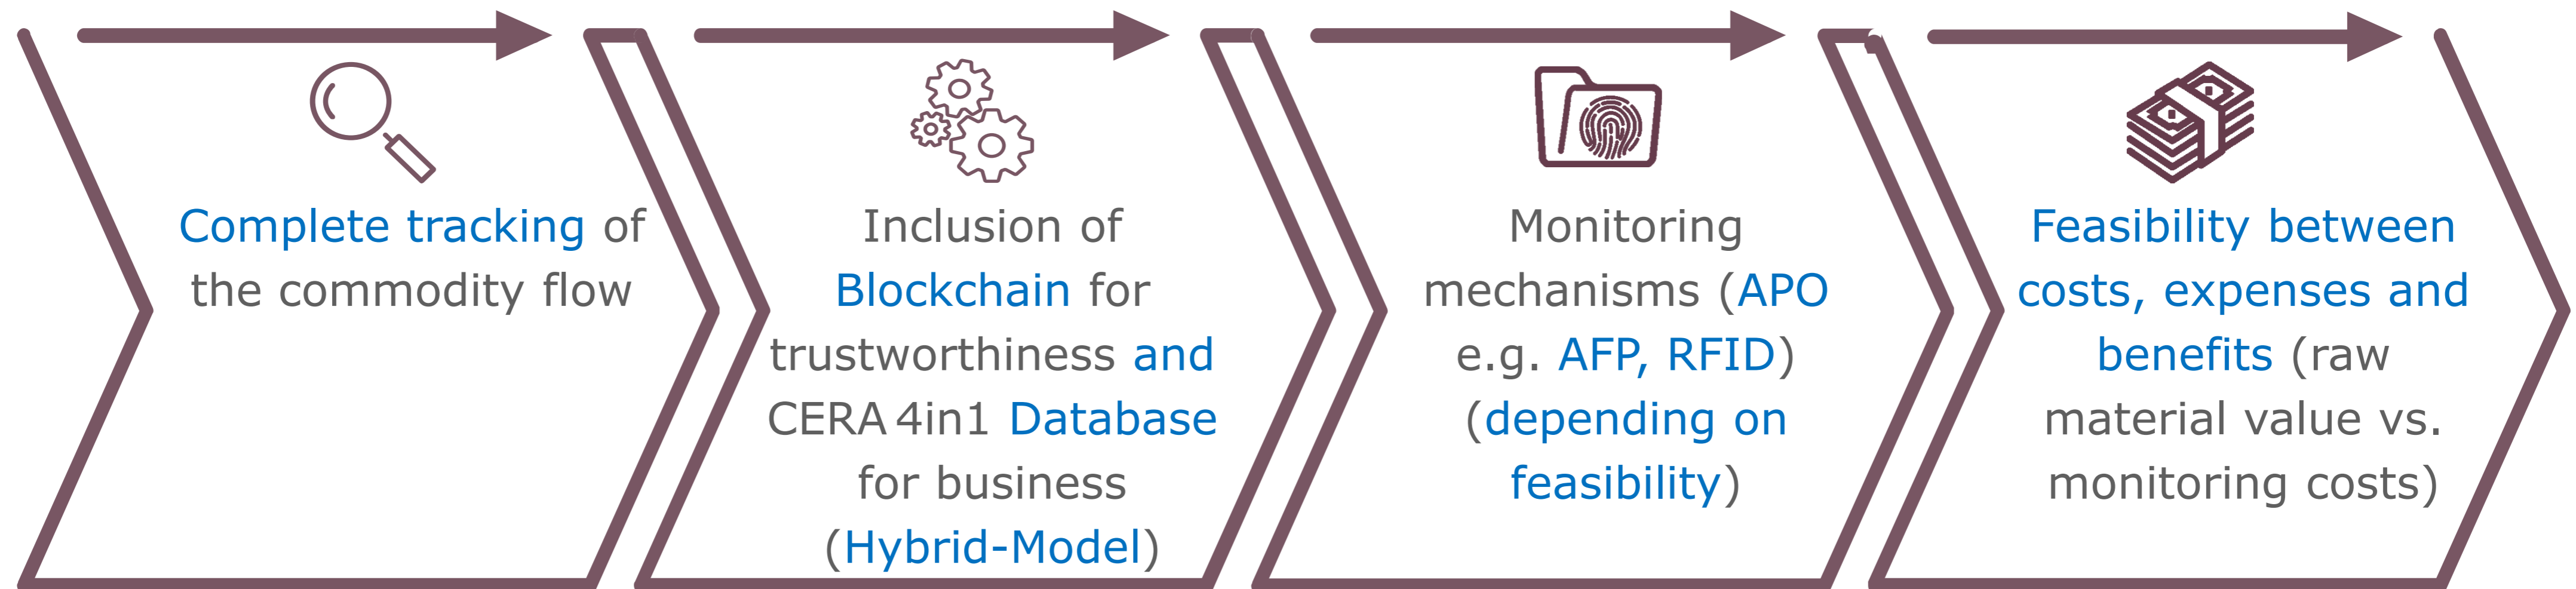 Complete tracking of
the commodity flow
Inclusion of
Blockchain for
trustworthiness and
CERA 4in1 Database
for business
(Hybrid-Model)
Monitoring
mechanisms (APO
e.g. AFP, RFID)
(depending on
feasibility)
Feasibility between
costs, expenses and
benefits (raw
material value vs.
monitoring costs)